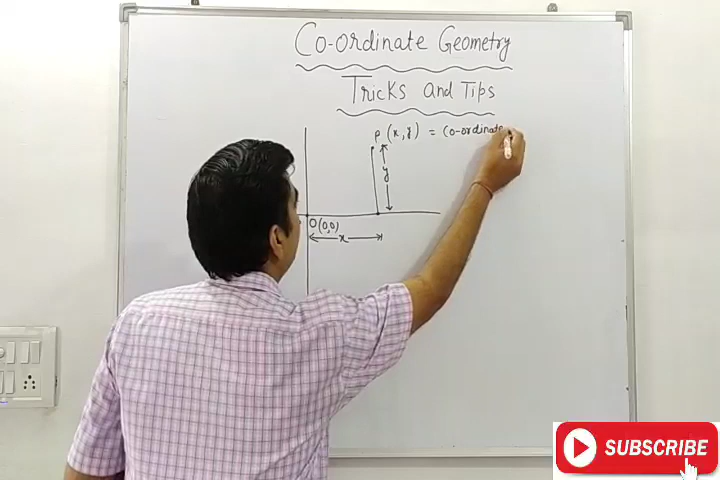 Co-ordinate Geometry
Tricks and Tips
P (x, y) = Co-ordinate
y
O(0,0)
x
SUBSCRIBE